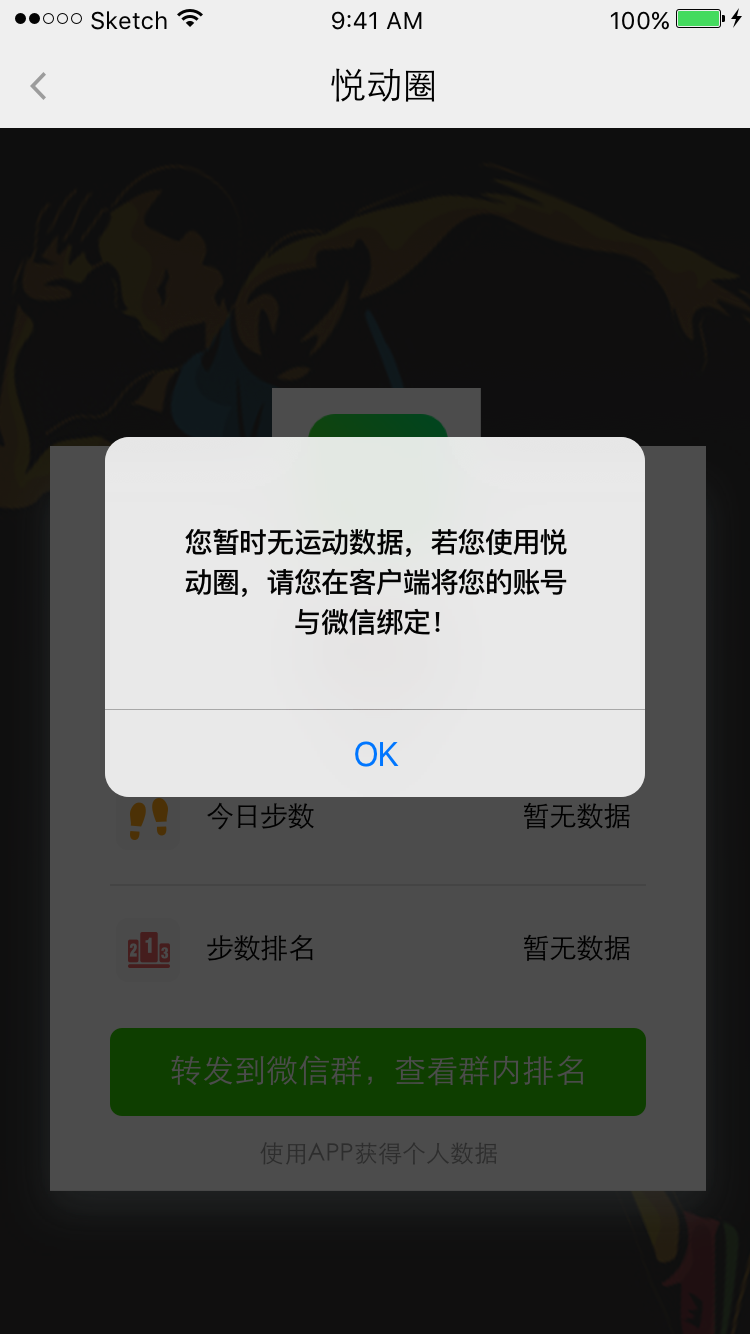 Sketch 9:41 AM 100%
悦动圈
您暂时无运动数据，若您使用悦
动圈，请您在客户端将您的账号
与微信绑定！
OK
今日步数 暂无数据
2 1 3
步数排名 暂无数据
转发到微信群，查看群内排名
使用APP获得个人数据